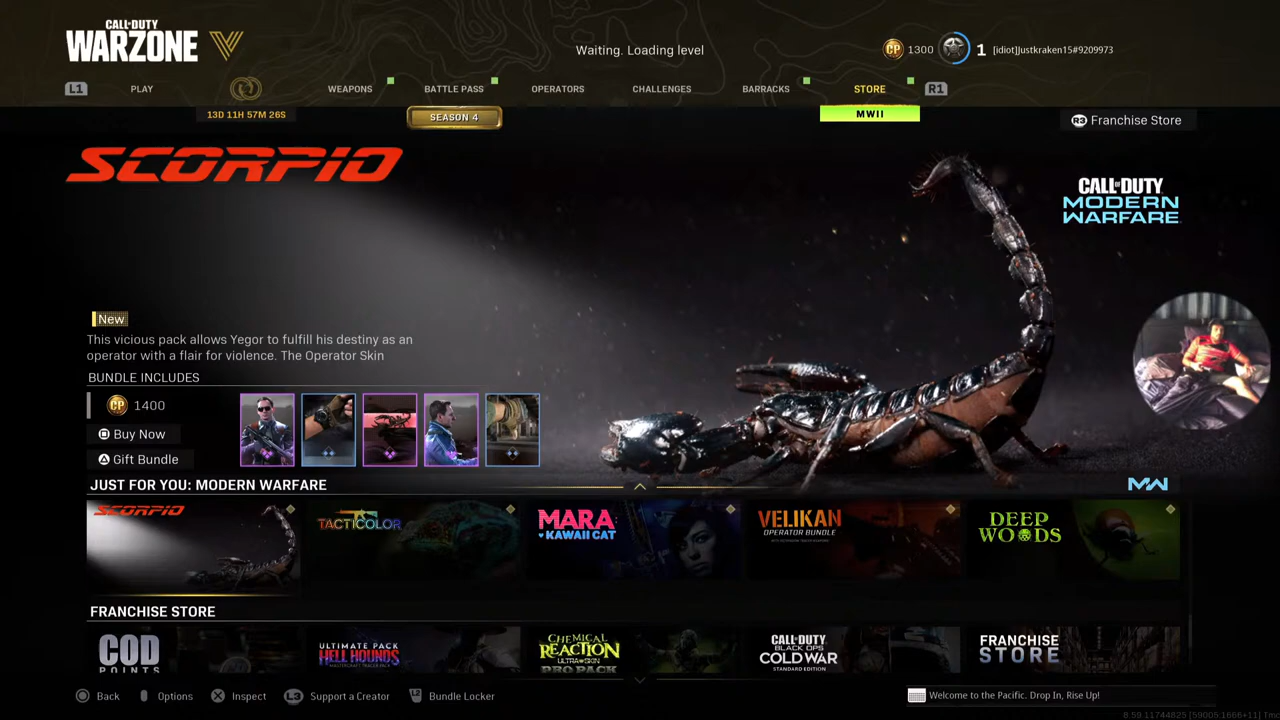 CALL OF DUTY
WARZONE
Waiting. Loading level
CP 1300
1 [idiot]Justkraken15#9209973
L1 PLAY WEAPONS BATTLE PASS OPERATORS CHALLENGES BARRACKS STORE R1
13D 11H 57M 26S
SEASON 4
MWII
R3 Franchise Store
SCORPIO
CALL OF DUTY
MODERN
WARFARE
New
This vicious pack allows Yegor to fulfill his destiny as an
operator with a flair for violence. The Operator Skin
BUNDLE INCLUDES
CP 1400
Buy Now
Gift Bundle
JUST FOR YOU: MODERN WARFARE
MW
SCORPIO
TACTICOLOR
MARA
KAWAII CAT
VELIKAN
OPERATOR BUNDLE
DEEP
WOODS
FRANCHISE STORE
COD
POINTS
ULTIMATE PACK
HELL HOUNDS
CHEMICAL
REACTION
ULTRA SKIN
PRO PACK
CALL OF DUTY
BLACK OPS
COLD WAR
STANDARD EDITION
FRANCHISE
STORE
Back Options Inspect L3 Support a Creator L2 Bundle Locker
Welcome to the Pacific. Drop In, Rise Up!